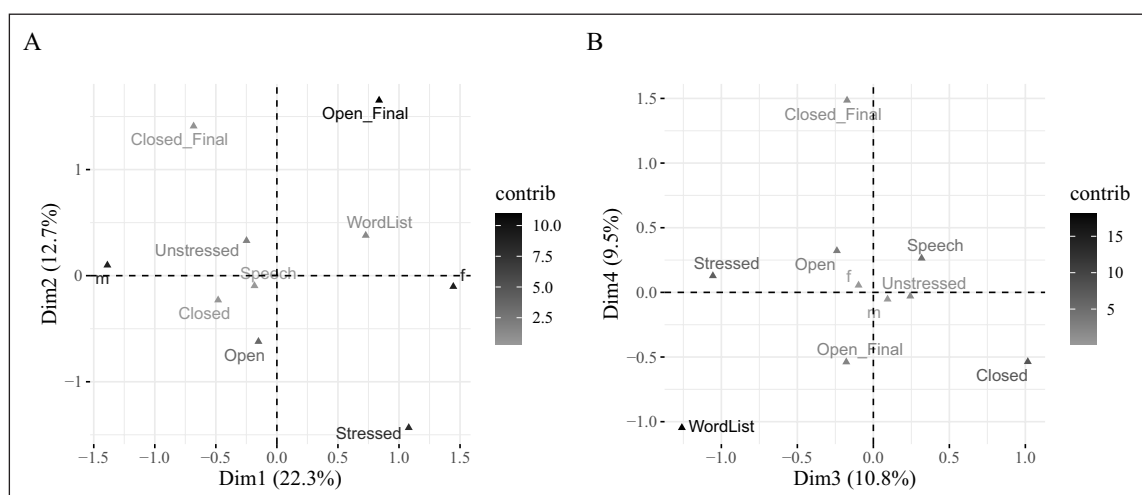 A
Open_Final
Closed_Final
WordList
Unstressed
Speech
m
f
Closed
Open
Stressed
1
0
−1
−1.5
−1.0
−0.5
0.0
0.5
1.0
1.5
Dim1 (22.3%)
Dim2 (12.7%)
contrib
10.0
7.5
5.0
2.5
B
Closed_Final
Speech
Open
Stressed
f
Unstressed
m
Open_Final
Closed
WordList
1.5
1.0
0.5
0.0
−0.5
−1.0
−1.0
−0.5
0.0
0.5
1.0
Dim3 (10.8%)
Dim4 (9.5%)
contrib
15
10
5